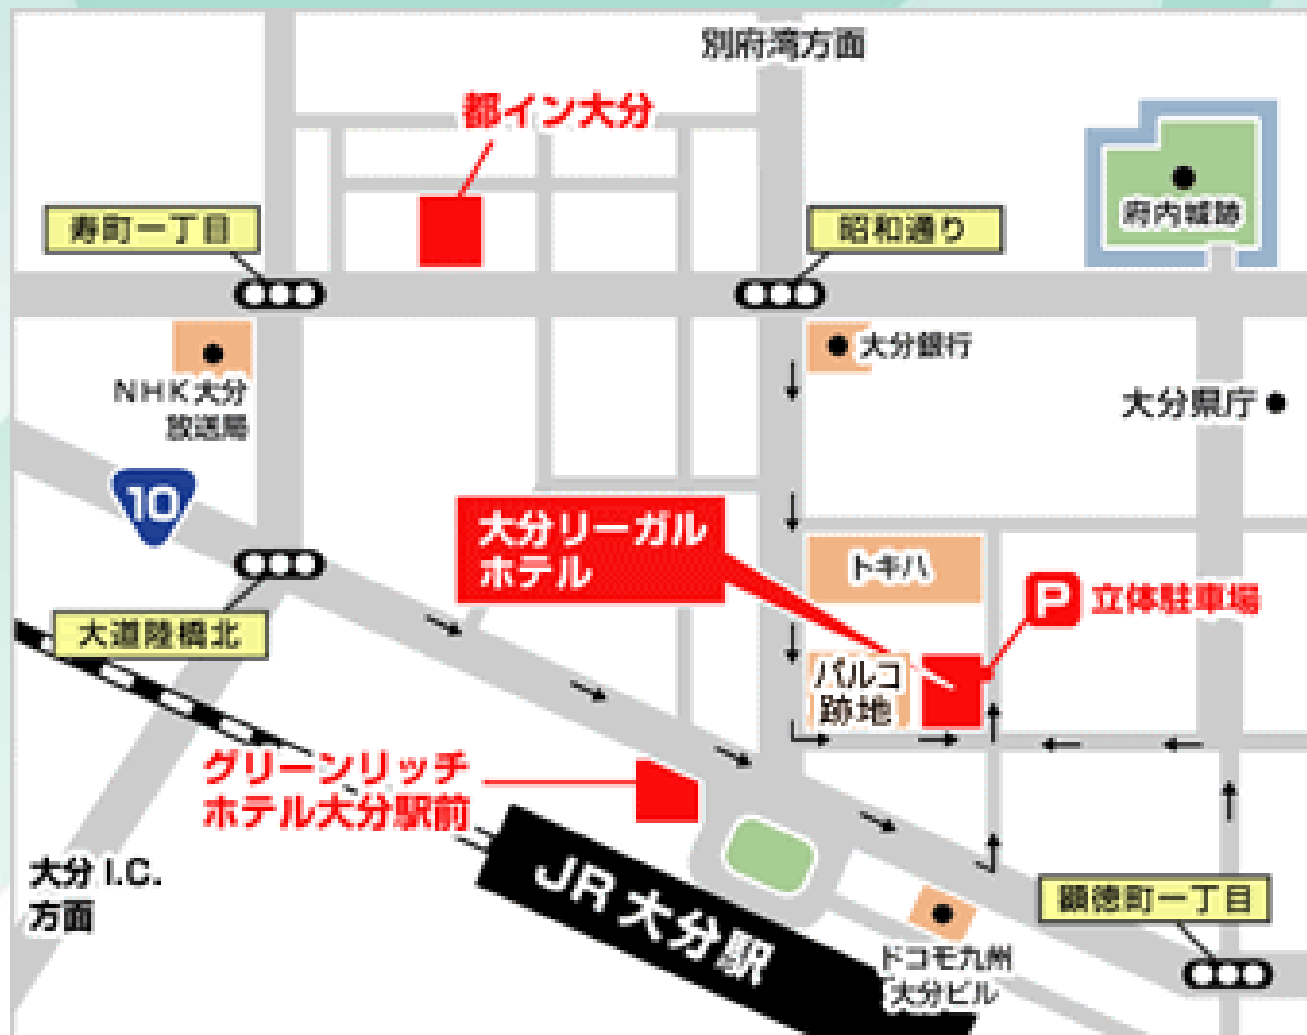 別府湾方面
都イン大分
寿町一丁目
昭和通り
府内城跡
大分銀行
NHK大分
放送局
大分県庁
10
大分リーガル
ホテル
トキハ
P 立体駐車場
大道陸橋北
パルコ
跡地
グリーンリッチ
ホテル大分駅前
JR大分駅
大分I.C.
方面
顕徳町一丁目
ドコモ九州
大分ビル